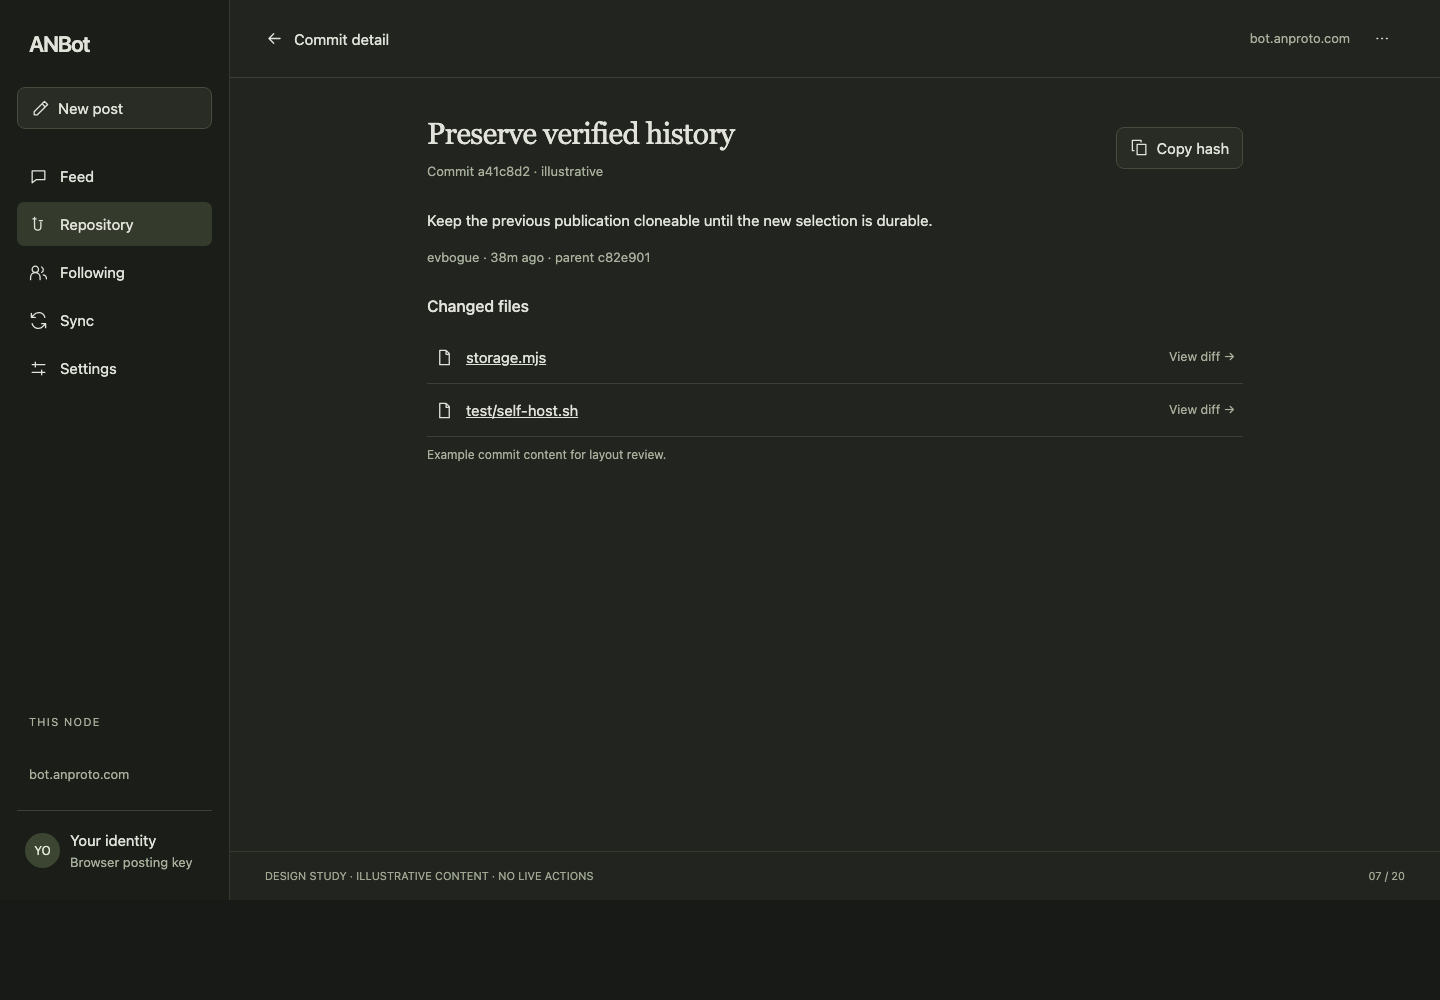 ANBot
New post
Feed
Repository
Following
Sync
Settings
THIS NODE
bot.anproto.com
YO
Your identity
Browser posting key
Commit detail
bot.anproto.com
Preserve verified history
Commit a41c8d2 · illustrative
Copy hash
Keep the previous publication cloneable until the new selection is durable.
evbogue · 38m ago · parent c82e901
Changed files
storage.mjs View diff →
test/self-host.sh View diff →
Example commit content for layout review.
DESIGN STUDY · ILLUSTRATIVE CONTENT · NO LIVE ACTIONS
07 / 20